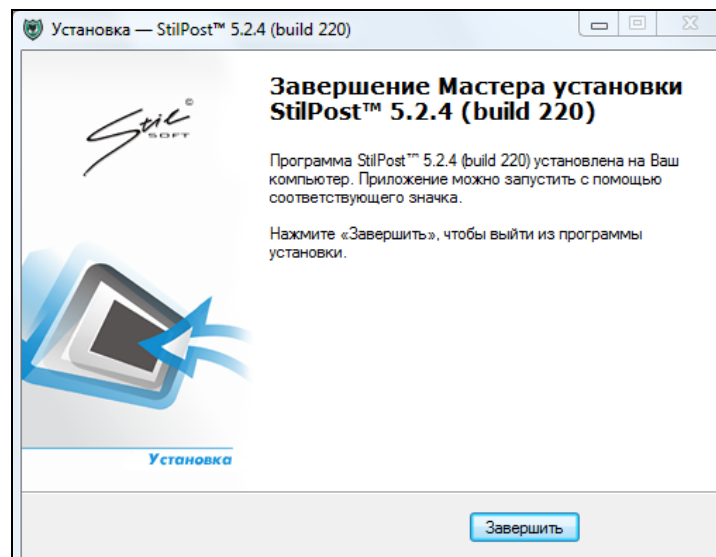 Установка — StilPost™ 5.2.4 (build 220)
Stil ©
SOFT
Завершение Мастера установки
StilPost™ 5.2.4 (build 220)
Программа StilPost™ 5.2.4 (build 220) установлена на Ваш
компьютер. Приложение можно запустить с помощью
соответствующего значка.
Нажмите «Завершить», чтобы выйти из программы
установки.
Установка
Завершить